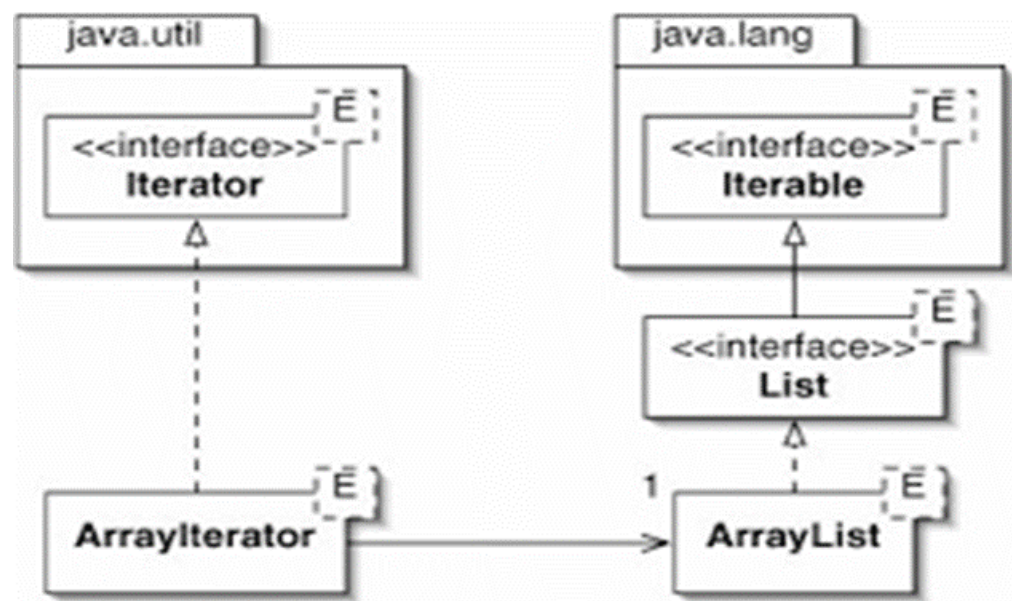 java.util
java.lang
E
<<interface>>
Iterator
E
<<interface>>
Iterable
E
<<interface>>
List
E
ArrayIterator
1
E
ArrayList